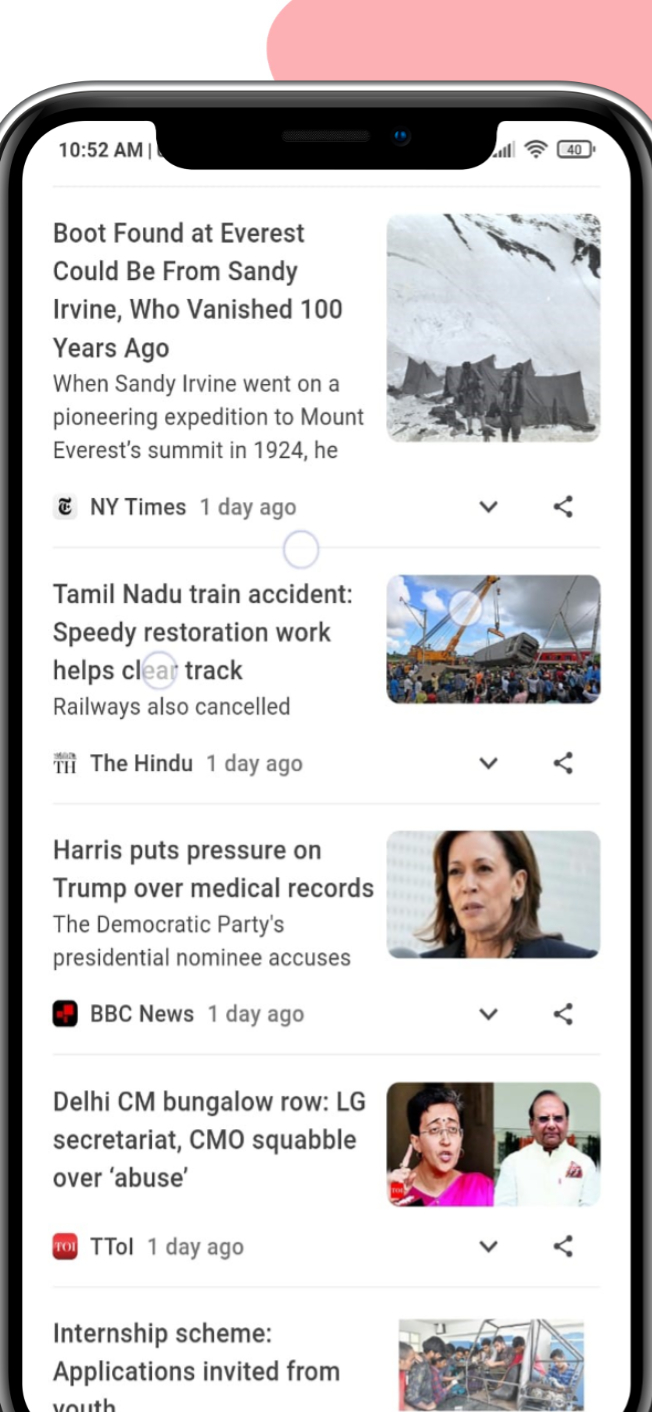 10:52 AM |
40
Boot Found at Everest
Could Be From Sandy
Irvine, Who Vanished 100
Years Ago
When Sandy Irvine went on a
pioneering expedition to Mount
Everest's summit in 1924, he
NY Times 1 day ago
Tamil Nadu train accident:
Speedy restoration work
helps clear track
Railways also cancelled
TH The Hindu 1 day ago
Harris puts pressure on
Trump over medical records
The Democratic Party's
presidential nominee accuses
BBC News 1 day ago
Delhi CM bungalow row: LG
secretariat, CMO squabble
over ‘abuse’
TOI
TOI TToI 1 day ago
Internship scheme:
Applications invited from
youth